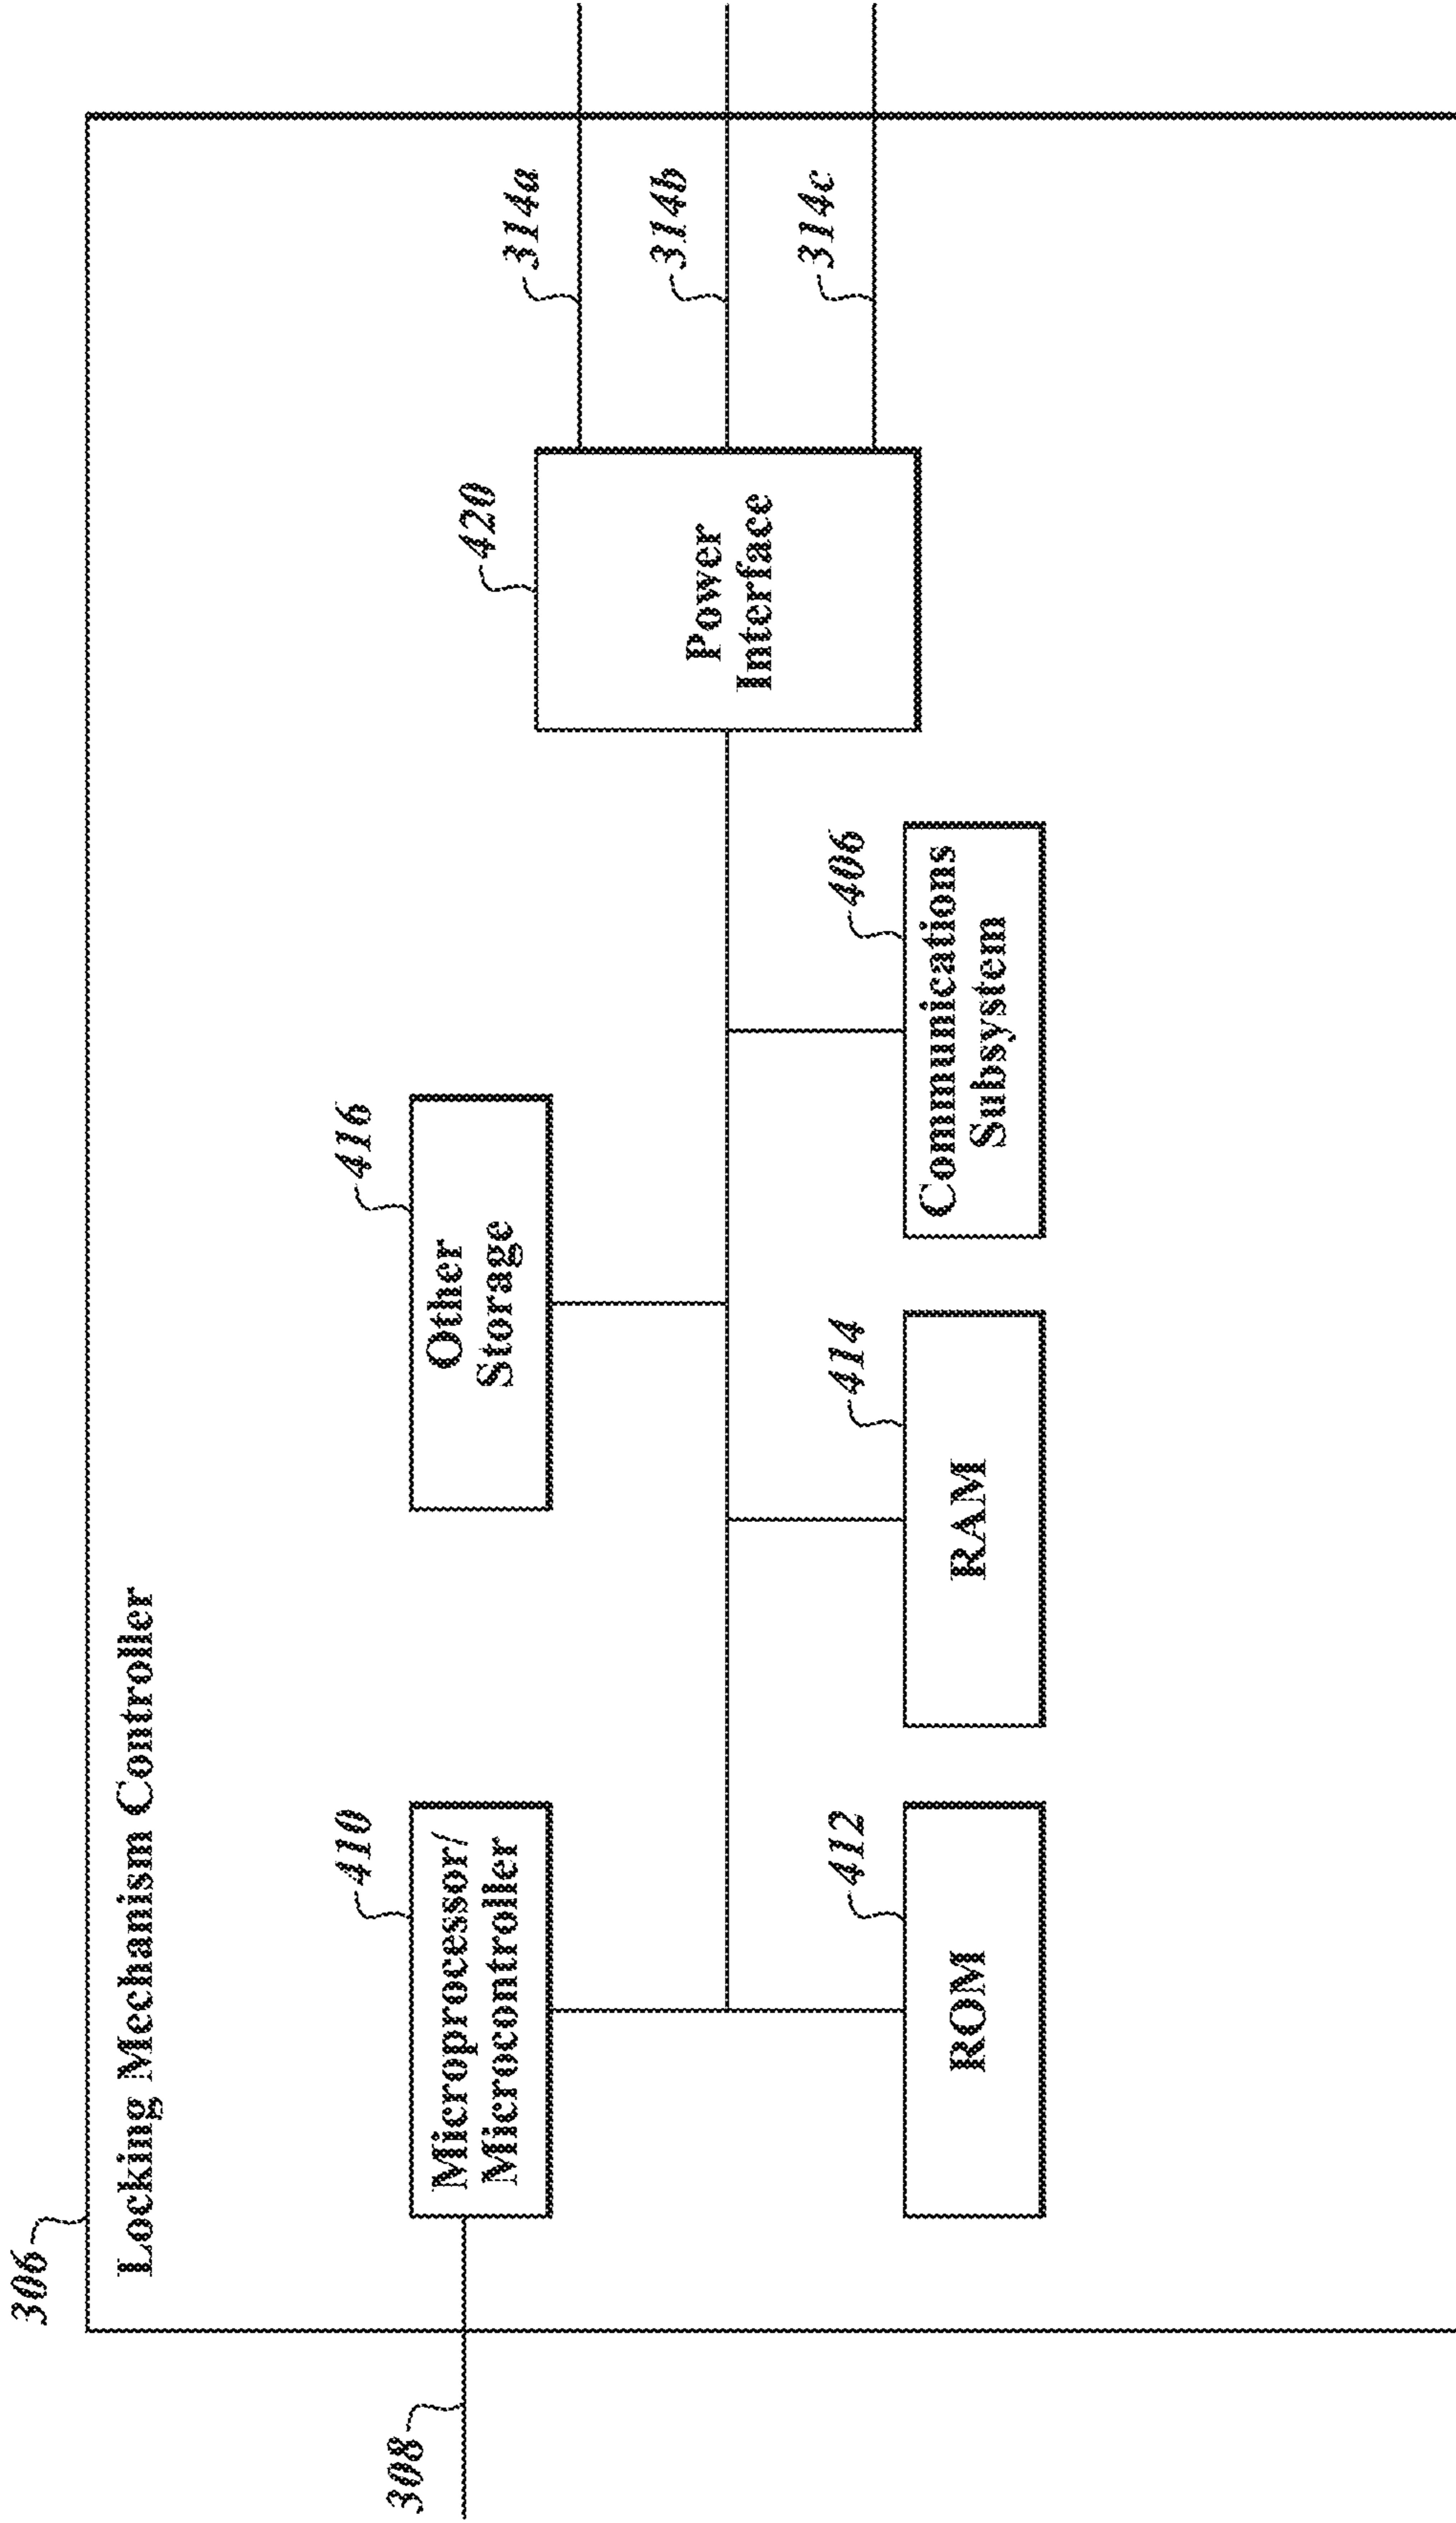 306
Locking Mechanism Controller
308
410
Microprocessor/
Microcontroller
416
Other
Storage
420
Power
Interface
314a
314b
314c
412
ROM
414
RAM
406
Communications
Subsystem